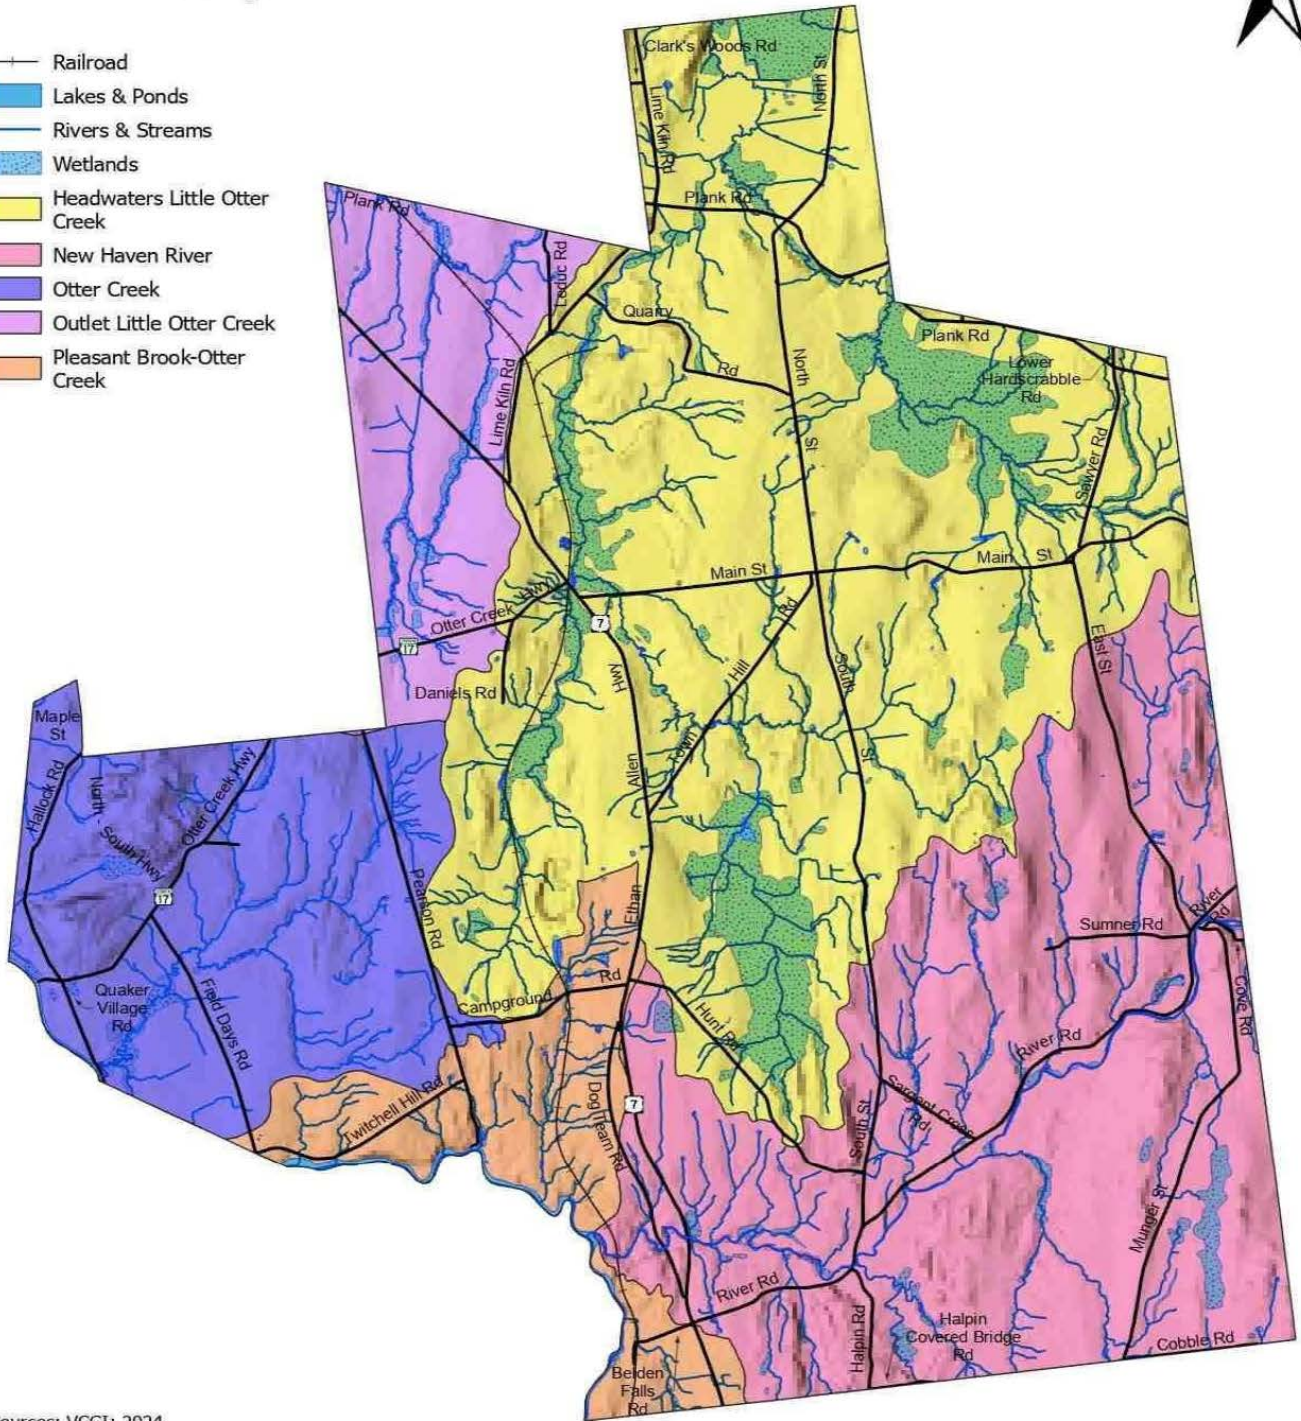 Railroad
Lakes & Ponds
Rivers & Streams
Wetlands
Headwaters Little Otter
Creek
New Haven River
Otter Creek
Outlet Little Otter Creek
Pleasant Brook-Otter
Creek
Clark's Woods Rd
North St
Lime Kiln Rd
Plank Rd
Plank Rd
Leduc Rd
Quarry
Rd
North
St
Plank Rd
Lower
Hardscrabble
Rd
Lime Kiln Rd
Sawyer Rd
Main St
Main St
Otter Creek Hwy
17
7
Hwy
Hill
Rd
South
St
East St
Daniels Rd
Maple
St
Town
Allen
Hallock Rd
North - South Hwy
Otter Creek Hwy
17
Pearson Rd
Ethan
Sumner Rd
River
Rd
Quaker
Village
Rd
Field Days Rd
Campground
Rd
Hunt Rd
Cove Rd
River Rd
Twitchell Hill Rd
Dog Team Rd
7
South St
Sargent Cross
Rd
Munger St
River Rd
Halpin Rd
Halpin
Covered Bridge
Rd
Cobble Rd
Belden
Falls
Rd
Sources: VCGI: 2024